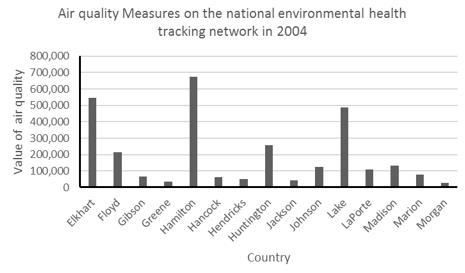 Air quality Measures on the national environmental health
tracking network in 2004
Value of air quality
800,000
700,000
600,000
500,000
400,000
300,000
200,000
100,000
0
Elkhart
Floyd
Gibson
Greene
Hamilton
Hancock
Hendricks
Huntington
Jackson
Johnson
Lake
LaPorte
Madison
Marion
Morgan
Country